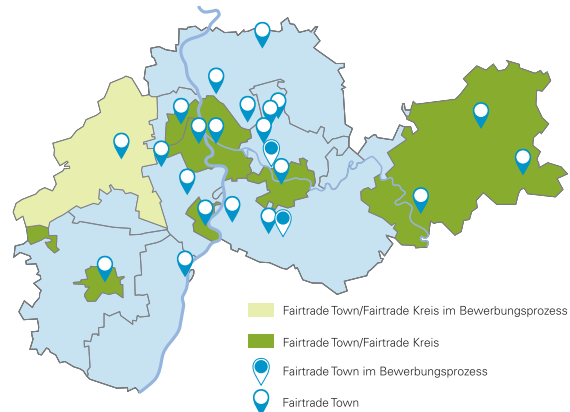 Fairtrade Town/Fairtrade Kreis im Bewerbungsprozess
Fairtrade Town/Fairtrade Kreis
Fairtrade Town im Bewerbungsprozess
Fairtrade Town